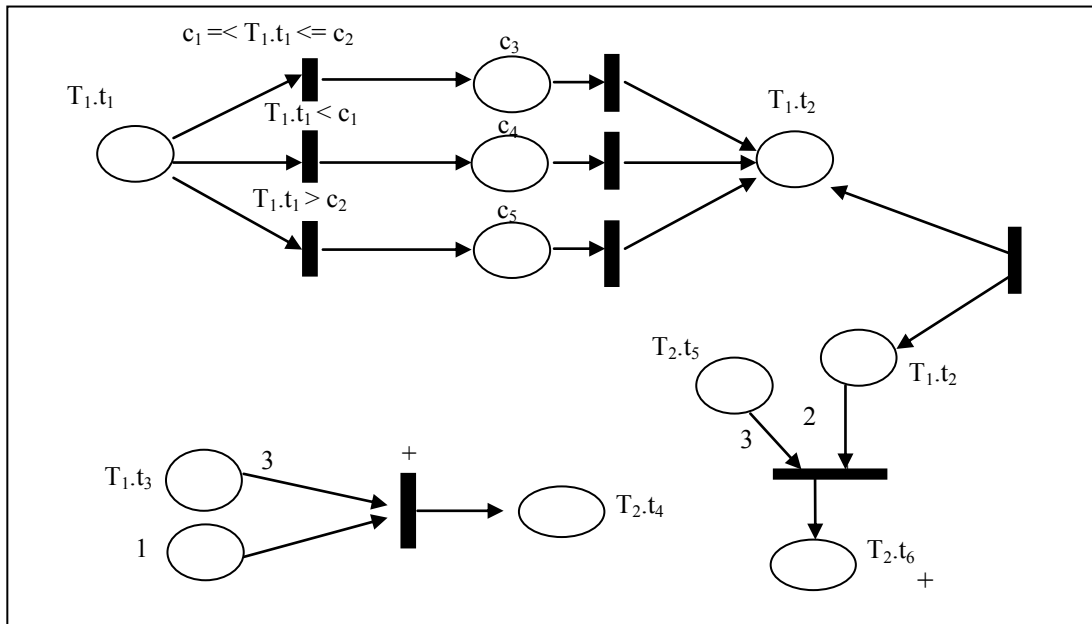 c₁ =< T₁.t₁ <= c₂
c₃
T₁.t₁
T₁.t₂
T₁.t₁ < c₁
c₄
T₁.t₁ > c₂
c₅
T₂.t₅
T₁.t₂
2
3
T₁.t₃
3
+
T₂.t₄
1
T₂.t₆
+